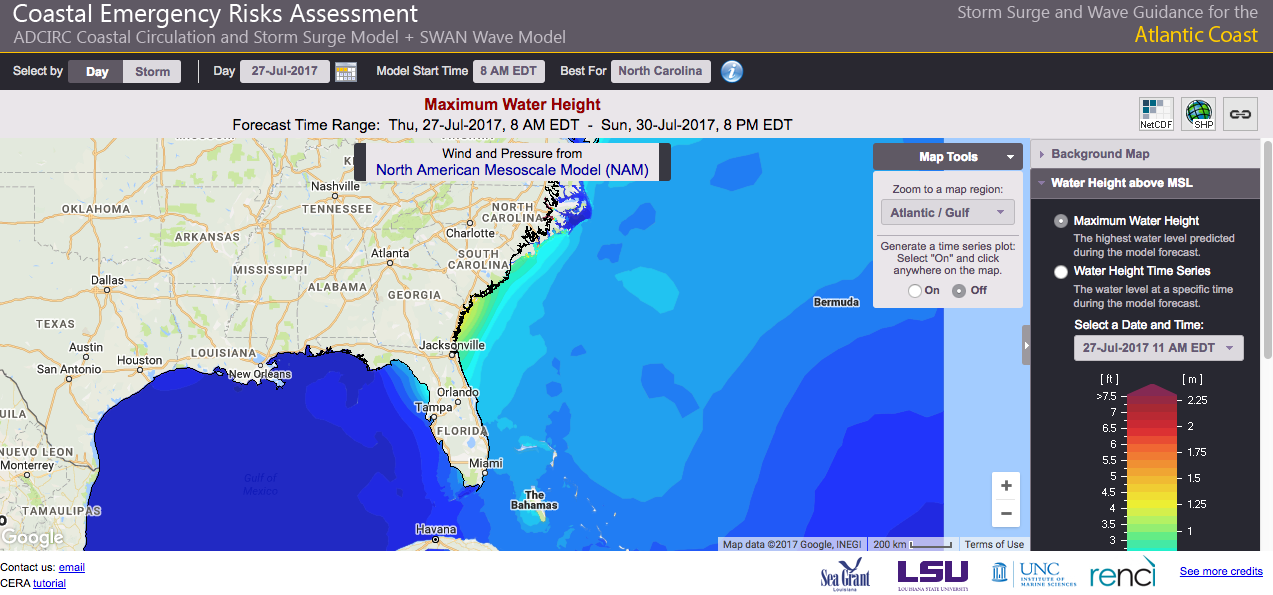 Coastal Emergency Risks Assessment
ADCIRC Coastal Circulation and Storm Surge Model + SWAN Wave Model
Storm Surge and Wave Guidance for the
Atlantic Coast
Select by Day Storm Day 27-Jul-2017 Model Start Time 8 AM EDT Best For North Carolina i
Maximum Water Height
Forecast Time Range: Thu, 27-Jul-2017, 8 AM EDT - Sun, 30-Jul-2017, 8 PM EDT
NetCDF SHP
Wind and Pressure from
North American Mesoscale Model (NAM)
Map Tools
Zoom to a map region:
Atlantic / Gulf
Generate a time series plot:
Select "On" and click
anywhere on the map.
On Off
Background Map
Water Height above MSL
Maximum Water Height
The highest water level predicted
during the model forecast.
Water Height Time Series
The water level at a specific time
during the model forecast.
Select a Date and Time:
27-Jul-2017 11 AM EDT
[ ft ] [ m ]
>7.5
7
6.5
6
5.5
5
4.5
4
3.5
3
2.25
2
1.75
1.5
1.25
1
Nashville
TENNESSEE
OKLAHOMA
ARKANSAS
NORTH
CAROLINA
Charlotte
Atlanta
SOUTH
CAROLINA
MISSISSIPPI
Dallas
ALABAMA
GEORGIA
Bermuda
TEXAS
Austin
Houston
San Antonio
LOUISIANA
New Orleans
Jacksonville
Orlando
Tampa
FLORIDA
Miami
The
Bahamas
Havana
Gulf of
Mexico
UILA
NUEVO LEON
Monterrey
TAMAULIPAS
Google
+
−
Map data ©2017 Google, INEGI 200 km Terms of Use
Contact us: email
CERA tutorial
Sea Grant
Louisiana
LSU
LOUISIANA STATE UNIVERSITY
UNC
INSTITUTE OF
MARINE SCIENCES
renci
See more credits